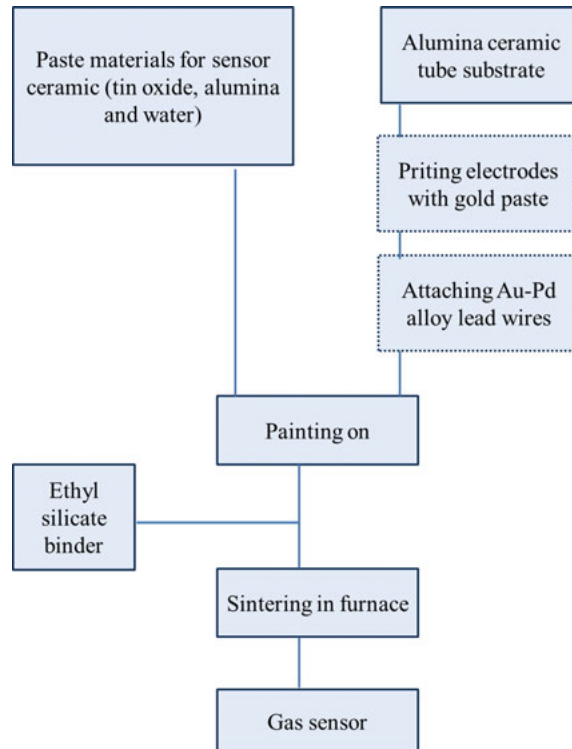 Paste materials for sensor
ceramic (tin oxide, alumina
and water)
Alumina ceramic
tube substrate
Priting electrodes
with gold paste
Attaching Au-Pd
alloy lead wires
Painting on
Ethyl
silicate
binder
Sintering in furnace
Gas sensor